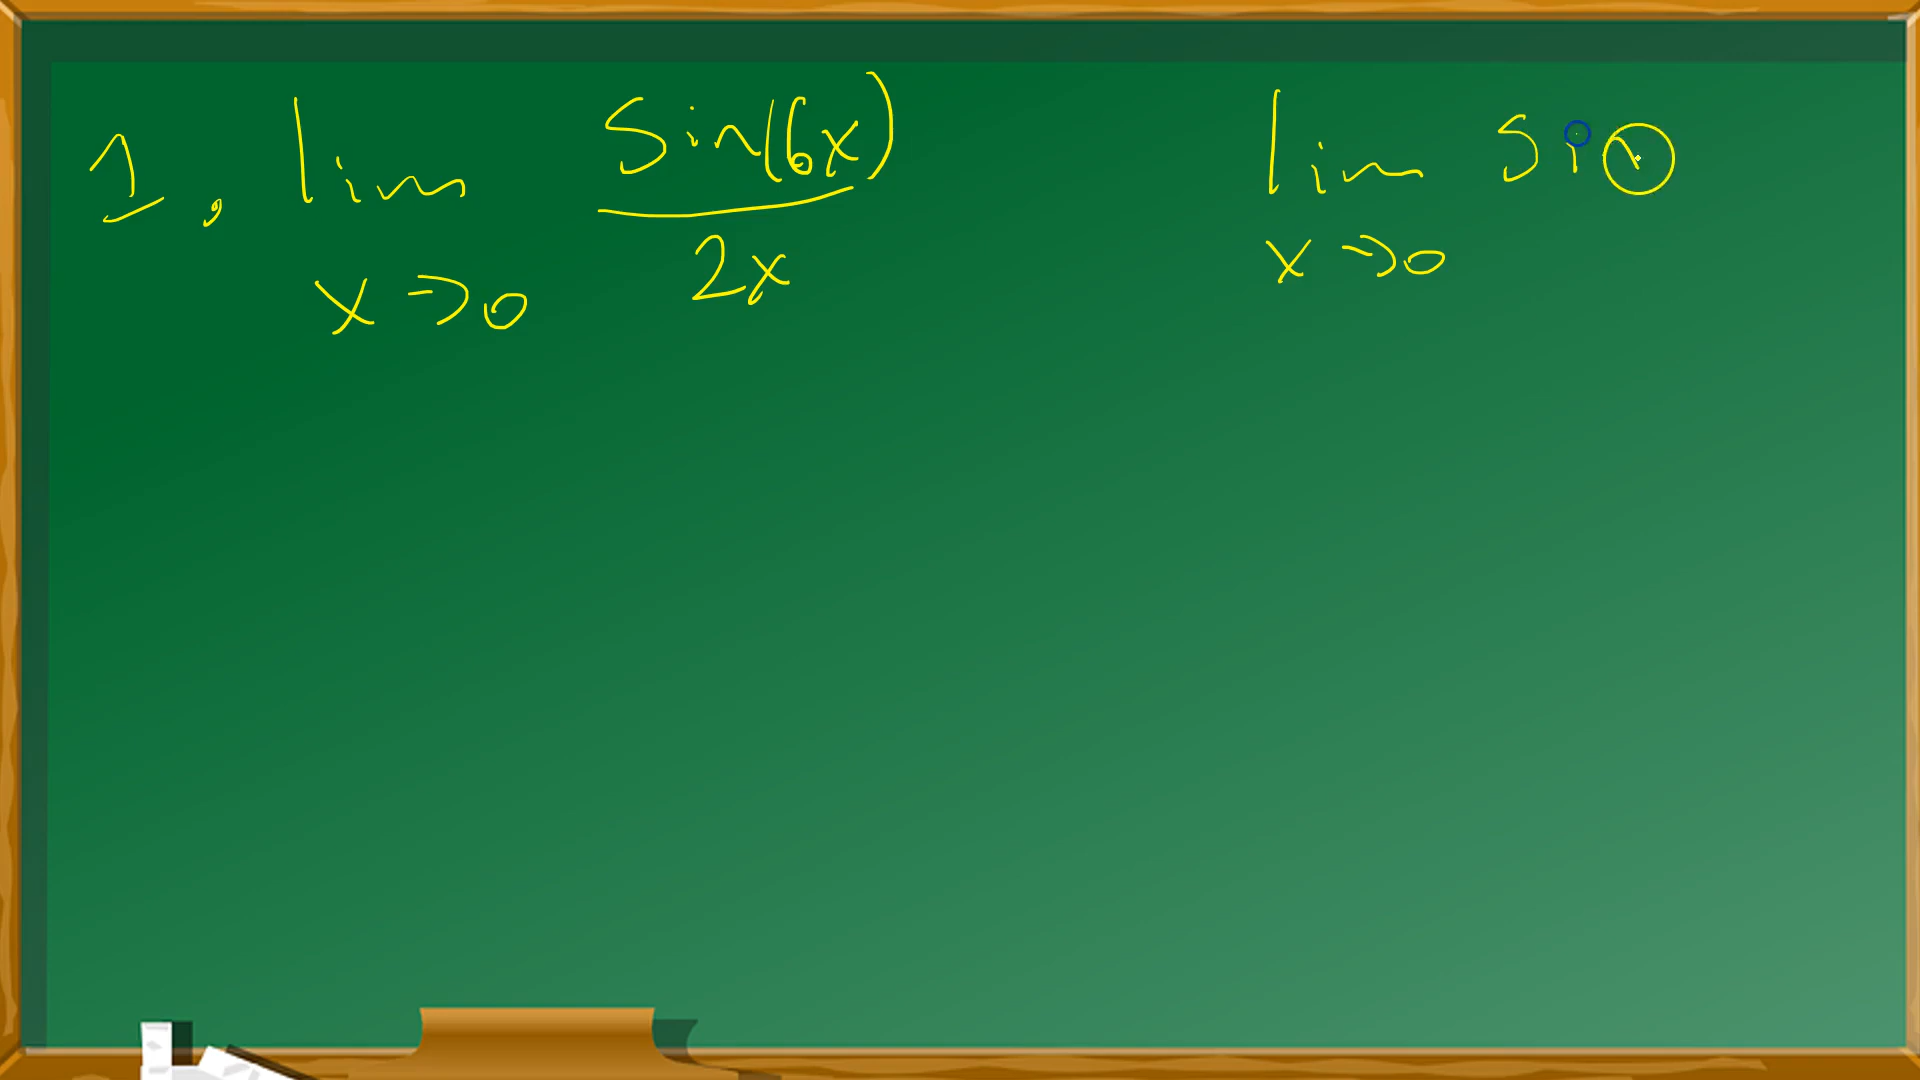 1, lim sin(6x) / 2x
x→0
lim sin
x→0